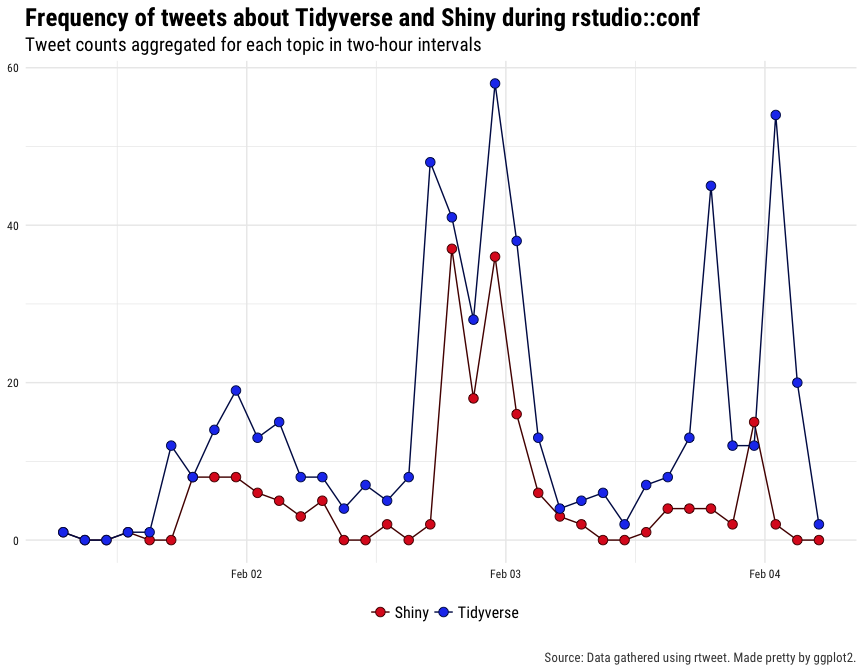 Frequency of tweets about Tidyverse and Shiny during rstudio::conf
Tweet counts aggregated for each topic in two-hour intervals
60
40
20
0
Feb 02 Feb 03 Feb 04
Shiny Tidyverse
Source: Data gathered using rtweet. Made pretty by ggplot2.